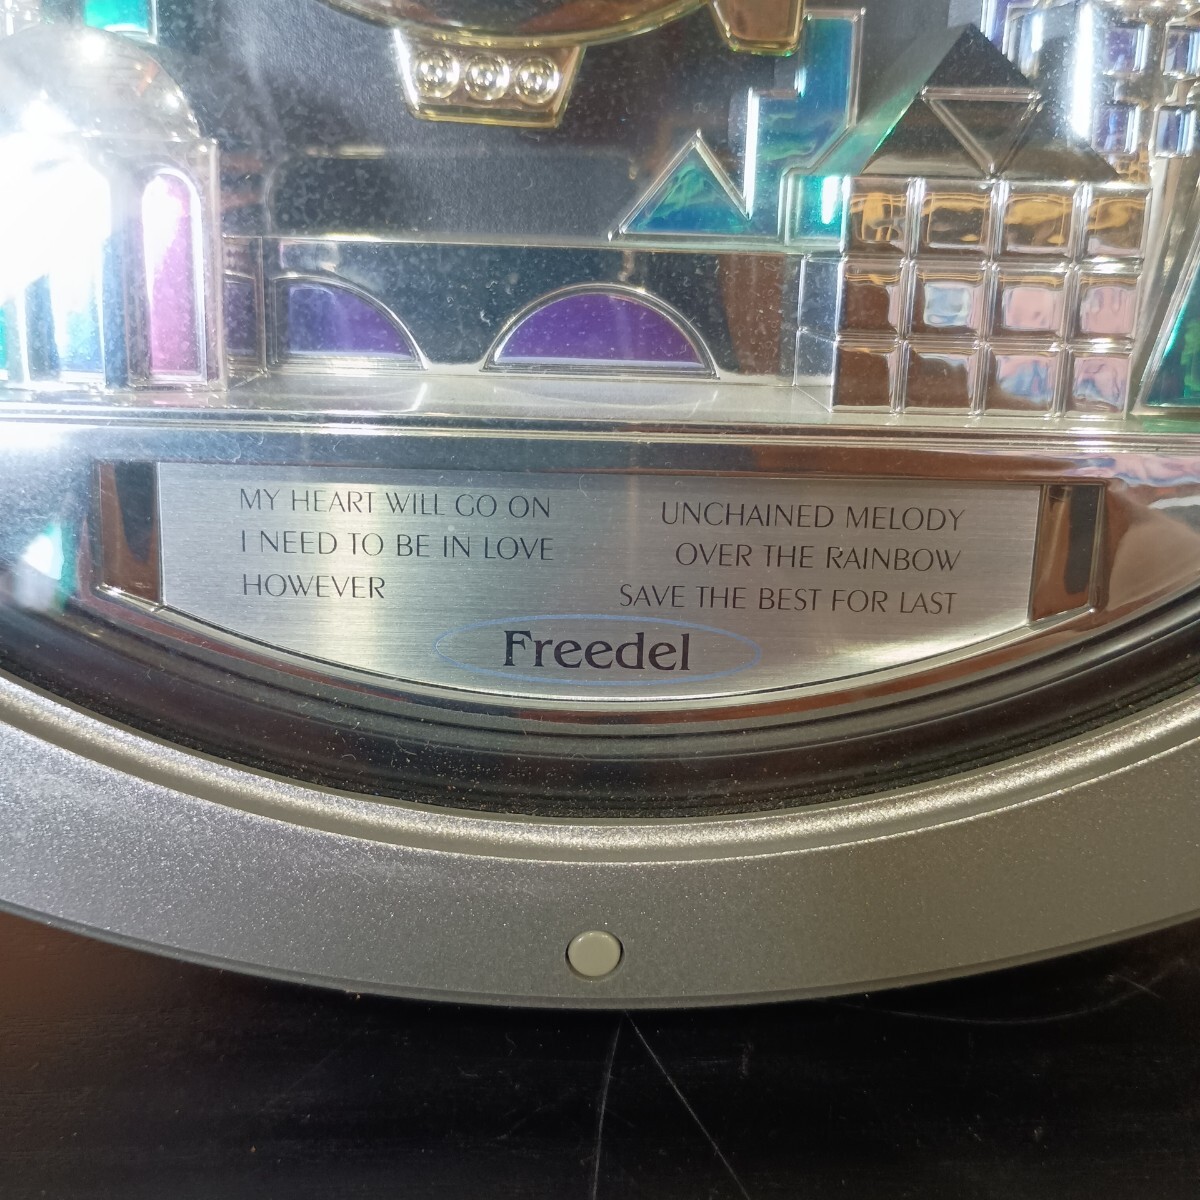 MY HEART WILL GO ON
I NEED TO BE IN LOVE
HOWEVER
UNCHAINED MELODY
OVER THE RAINBOW
SAVE THE BEST FOR LAST
Freedel